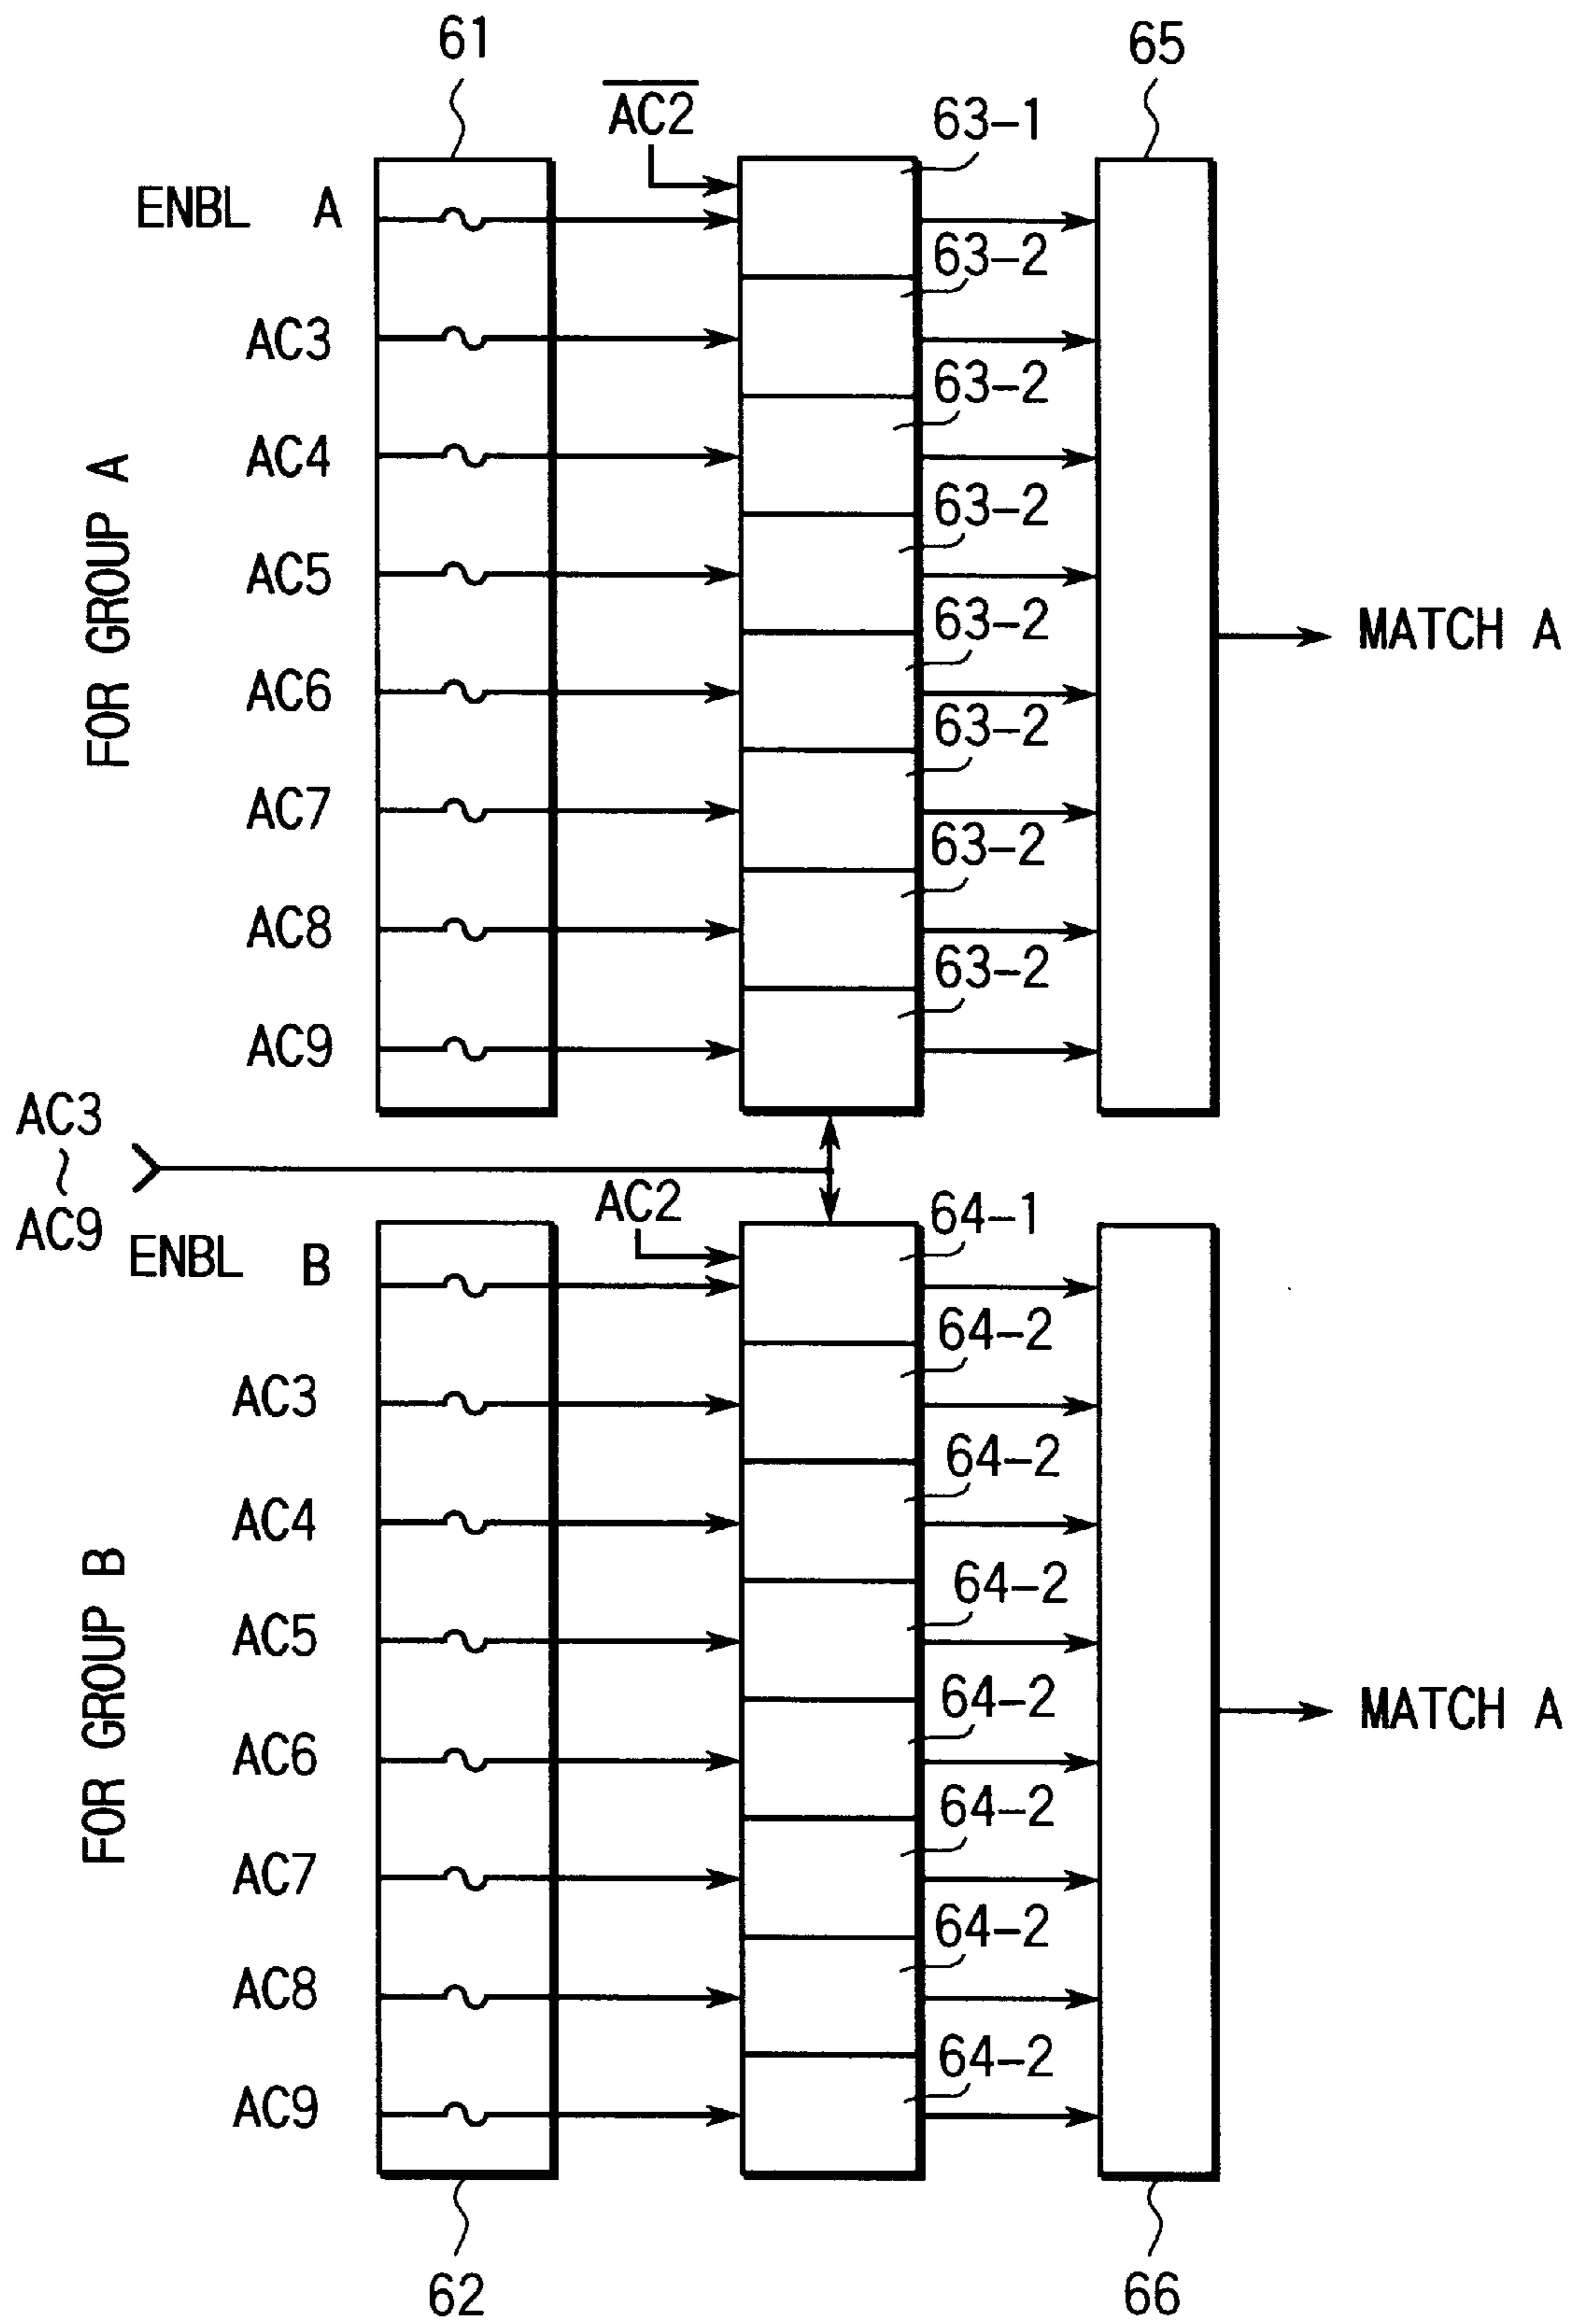 61
65
AC2
63-1
ENBL A
63-2
AC3
63-2
AC4
63-2
AC5
63-2
AC6
63-2
AC7
63-2
AC8
63-2
AC9
FOR GROUP A
MATCH A
AC3
~
AC9
AC2
64-1
ENBL B
64-2
AC3
64-2
AC4
64-2
AC5
64-2
AC6
64-2
AC7
64-2
AC8
64-2
AC9
FOR GROUP B
MATCH A
62
66